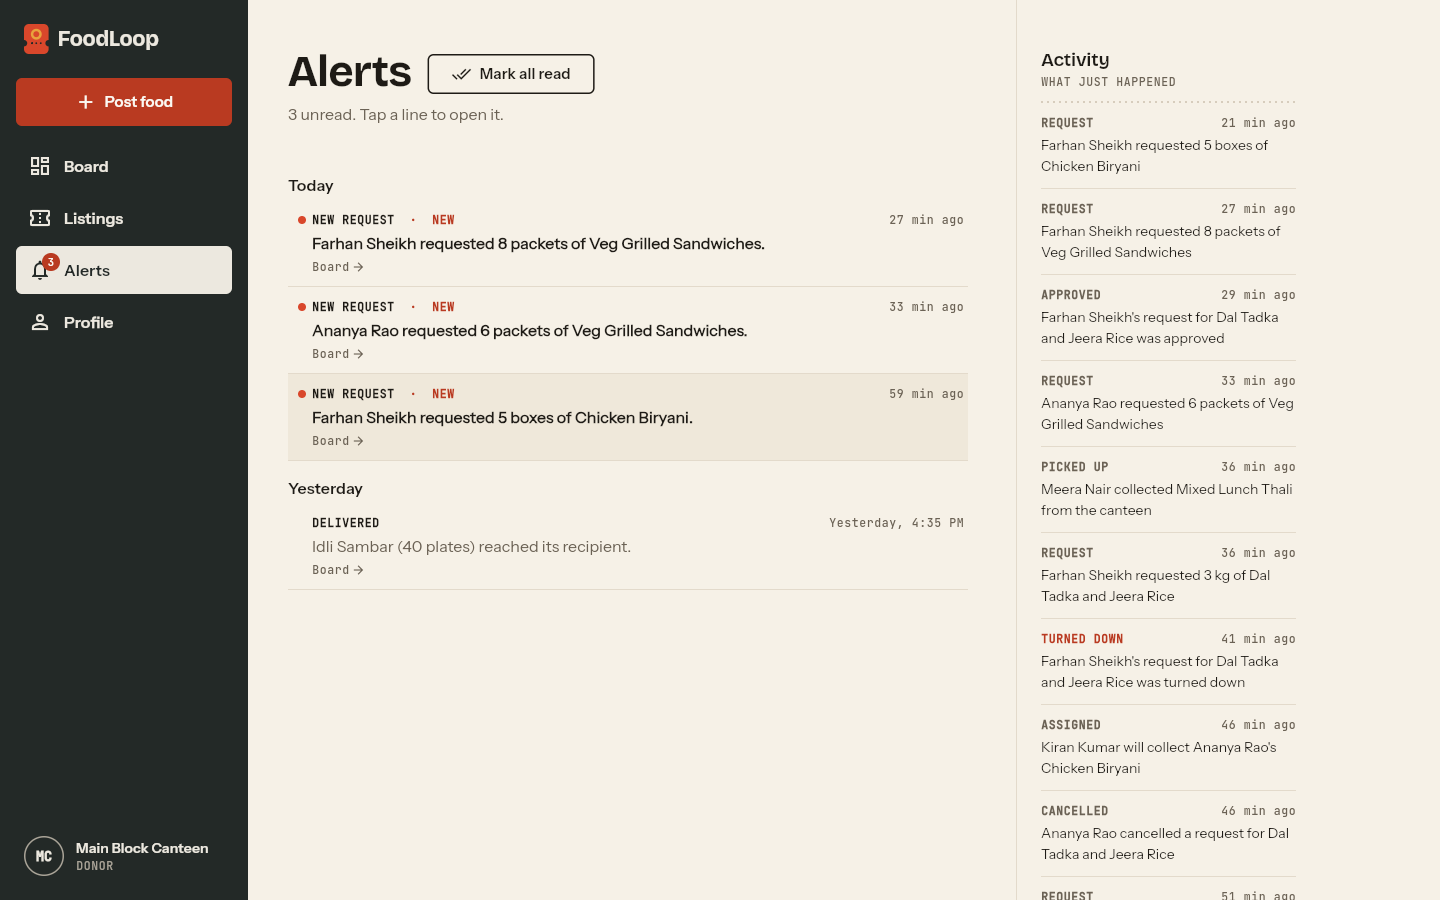 FoodLoop
Post food
Board
Listings
3
Alerts
Profile
MC
Main Block Canteen
DONOR
Alerts
Mark all read
3 unread. Tap a line to open it.
Today
NEW REQUEST · NEW 27 min ago
Farhan Sheikh requested 8 packets of Veg Grilled Sandwiches.
Board →
NEW REQUEST · NEW 33 min ago
Ananya Rao requested 6 packets of Veg Grilled Sandwiches.
Board →
NEW REQUEST · NEW 59 min ago
Farhan Sheikh requested 5 boxes of Chicken Biryani.
Board →
Yesterday
DELIVERED Yesterday, 4:35 PM
Idli Sambar (40 plates) reached its recipient.
Board →
Activity
WHAT JUST HAPPENED
REQUEST 21 min ago
Farhan Sheikh requested 5 boxes of
Chicken Biryani
REQUEST 27 min ago
Farhan Sheikh requested 8 packets of
Veg Grilled Sandwiches
APPROVED 29 min ago
Farhan Sheikh's request for Dal Tadka
and Jeera Rice was approved
REQUEST 33 min ago
Ananya Rao requested 6 packets of Veg
Grilled Sandwiches
PICKED UP 36 min ago
Meera Nair collected Mixed Lunch Thali
from the canteen
REQUEST 36 min ago
Farhan Sheikh requested 3 kg of Dal
Tadka and Jeera Rice
TURNED DOWN 41 min ago
Farhan Sheikh's request for Dal Tadka
and Jeera Rice was turned down
ASSIGNED 46 min ago
Kiran Kumar will collect Ananya Rao's
Chicken Biryani
CANCELLED 46 min ago
Ananya Rao cancelled a request for Dal
Tadka and Jeera Rice
REQUEST 51 min ago